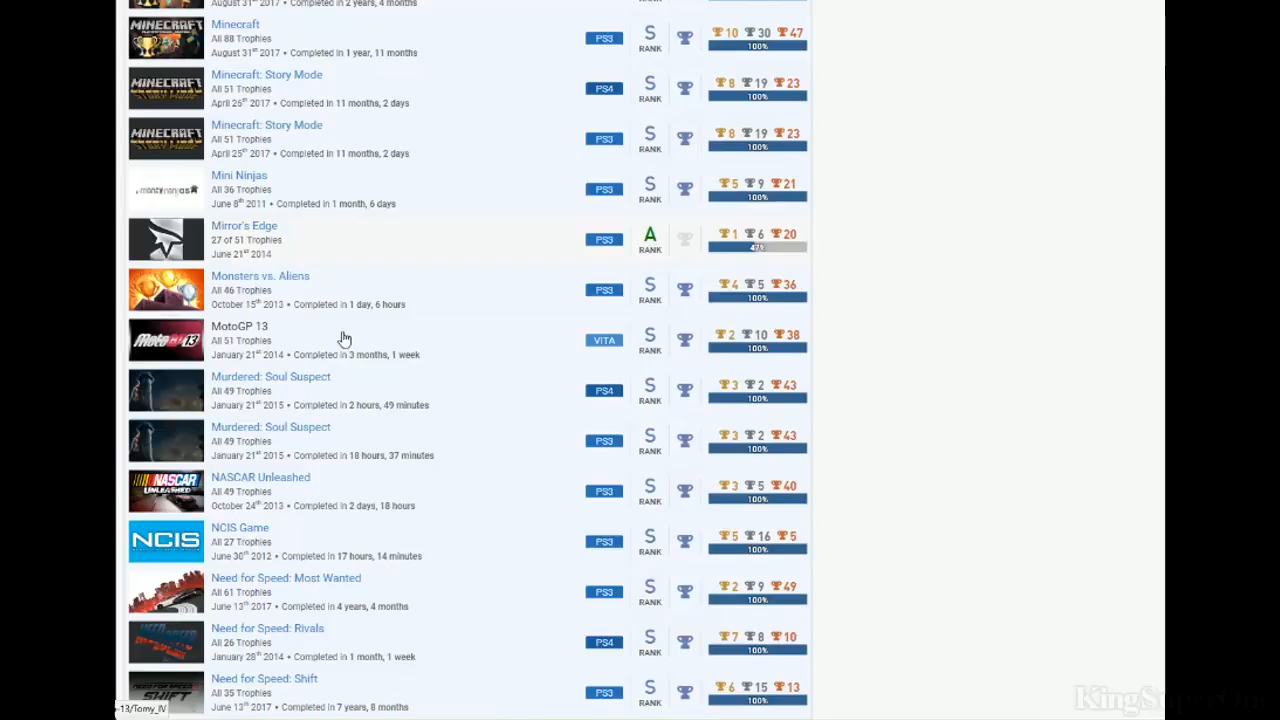 August 31st 2017 • Completed in 2 years, 4 months
Minecraft
All 88 Trophies
August 31st 2017 • Completed in 1 year, 11 months
PS3
S
RANK
10 30 47
100%
MINECRAFT
Minecraft: Story Mode
All 51 Trophies
April 26th 2017 • Completed in 11 months, 2 days
PS4
S
RANK
8 19 23
100%
MINECRAFT
STORY MODE
Minecraft: Story Mode
All 51 Trophies
April 25th 2017 • Completed in 11 months, 2 days
PS3
S
RANK
8 19 23
100%
MINECRAFT
STORY MODE
Mini Ninjas
All 36 Trophies
June 8th 2011 • Completed in 1 month, 6 days
PS3
S
RANK
5 9 21
100%
Mirror's Edge
27 of 51 Trophies
June 21st 2014
PS3
A
RANK
1 6 20
47%
Monsters vs. Aliens
All 46 Trophies
October 15th 2013 • Completed in 1 day, 6 hours
PS3
S
RANK
4 5 36
100%
MotoGP 13
All 51 Trophies
January 21st 2014 • Completed in 3 months, 1 week
VITA
S
RANK
2 10 38
100%
Murdered: Soul Suspect
All 49 Trophies
January 21st 2015 • Completed in 2 hours, 49 minutes
PS4
S
RANK
3 2 43
100%
Murdered: Soul Suspect
All 49 Trophies
January 21st 2015 • Completed in 18 hours, 37 minutes
PS3
S
RANK
3 2 43
100%
NASCAR
UNLEASHED
NASCAR Unleashed
All 49 Trophies
October 24th 2013 • Completed in 2 days, 18 hours
PS3
S
RANK
3 5 40
100%
NCIS
NCIS Game
All 27 Trophies
June 30th 2012 • Completed in 17 hours, 14 minutes
PS3
S
RANK
5 16 5
100%
Need for Speed: Most Wanted
All 61 Trophies
June 13th 2017 • Completed in 4 years, 4 months
PS3
S
RANK
2 9 49
100%
Need for Speed: Rivals
All 26 Trophies
January 28th 2014 • Completed in 1 month, 1 week
PS4
S
RANK
7 8 10
100%
NEED FOR SPEED
SHIFT
Need for Speed: Shift
All 35 Trophies
June 13th 2017 • Completed in 7 years, 8 months
PS3
S
RANK
6 15 13
100%
-13/Tomy_IV